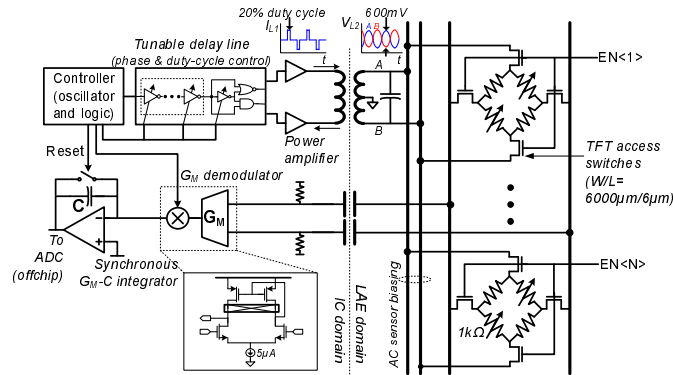 20% duty cycle
I_L1
t
V_L2
600mV
A B
t
Tunable delay line
(phase & duty-cycle control)
Controller
(oscillator
and logic)
A
B
Power
amplifier
EN<1>
TFT access
switches
(W/L=
6000µm/6µm)
Reset
C
G_M demodulator
G_M
To
ADC
(offchip)
Synchronous
G_M-C integrator
5µA
IC domain
LAE domain
AC sensor biasing
EN<N>
1kΩ